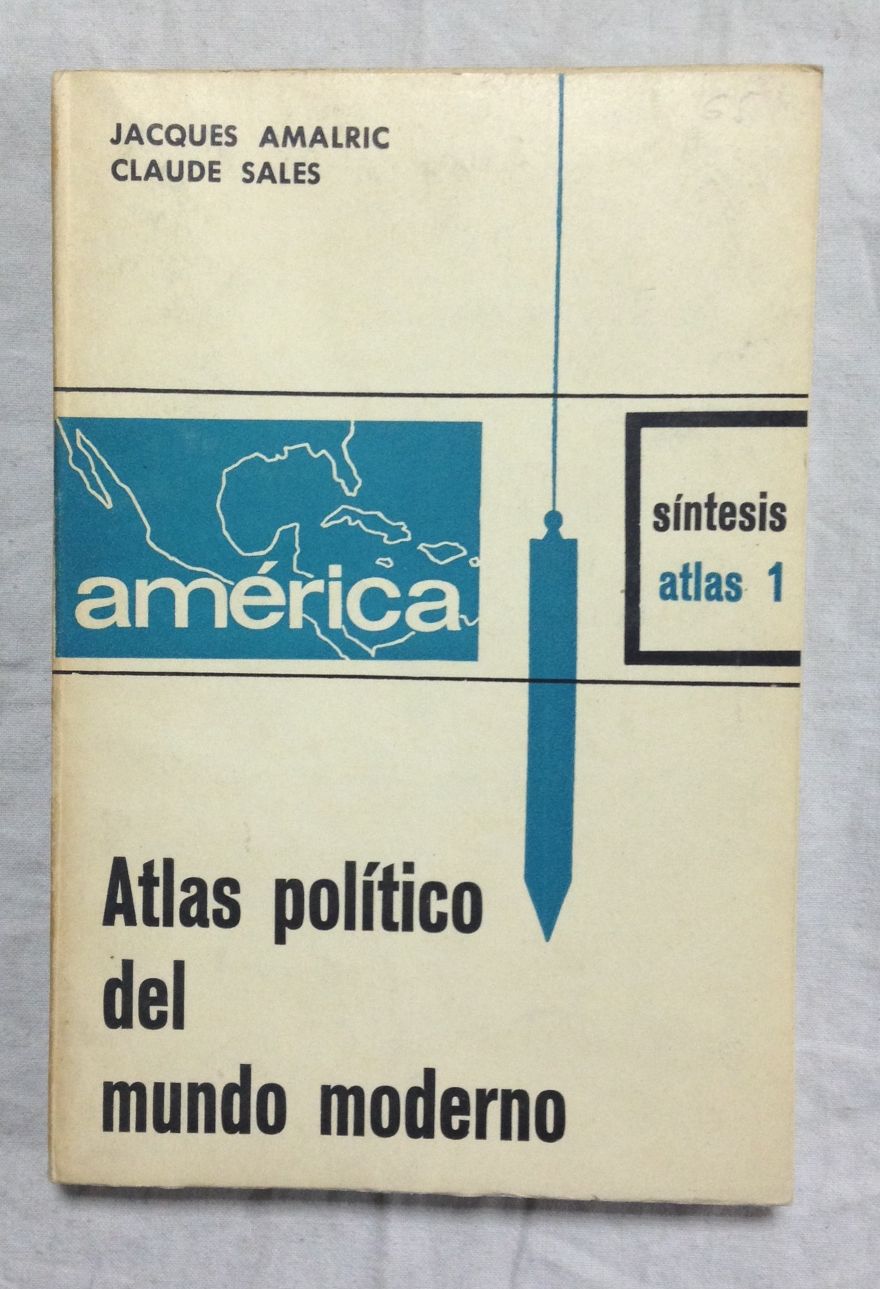 JACQUES AMALRIC
CLAUDE SALES
américa
síntesis
atlas 1
Atlas político
del
mundo moderno